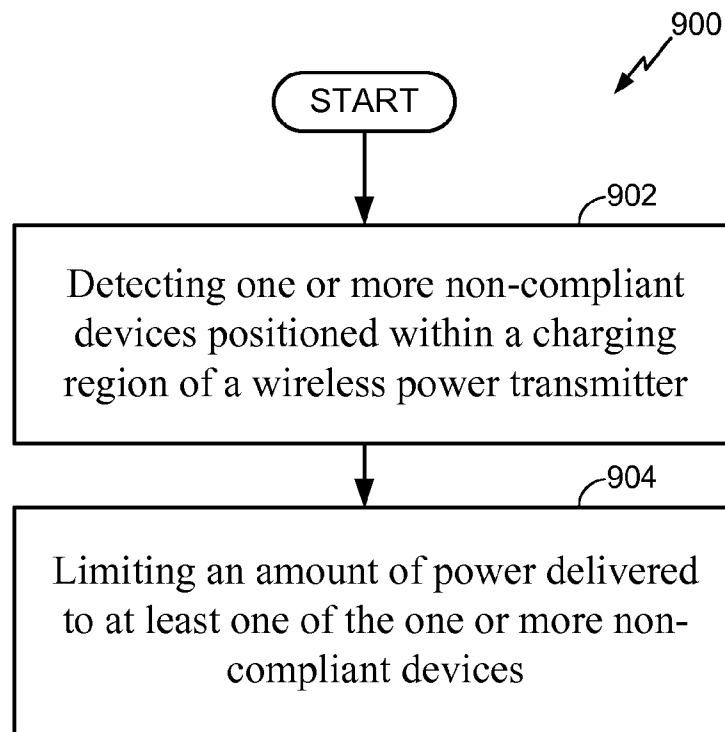 900
START
902
Detecting one or more non-compliant
devices positioned within a charging
region of a wireless power transmitter
904
Limiting an amount of power delivered
to at least one of the one or more non-
compliant devices